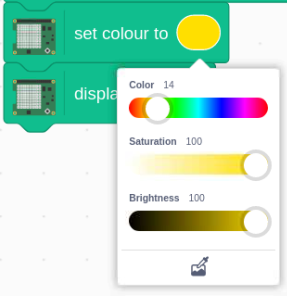 set colour to
displa
Color 14
Saturation 100
Brightness 100